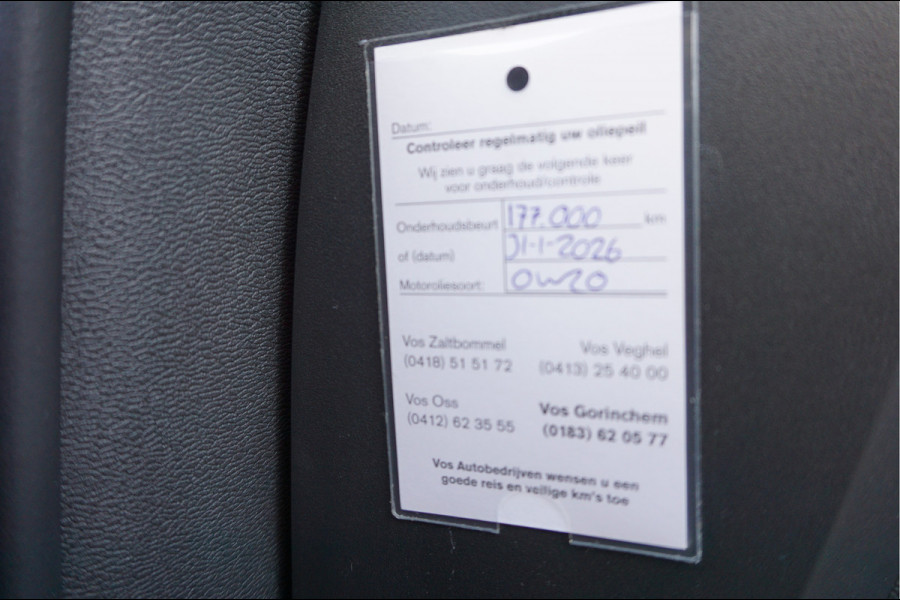 Datum:
Controleer regelmatig uw oliepeil
Wij zien u graag de volgende keer
voor onderhoud/controle
Onderhoudsbeurt 177.000 km
of (datum) 31-1-2026
Motoroliesoort: 0W20
Vos Zaltbommel Vos Veghel
(0418) 51 51 72 (0413) 25 40 00
Vos Oss Vos Gorinchem
(0412) 62 35 55 (0183) 62 05 77
Vos Autobedrijven wensen u een
goede reis en veilige km's toe